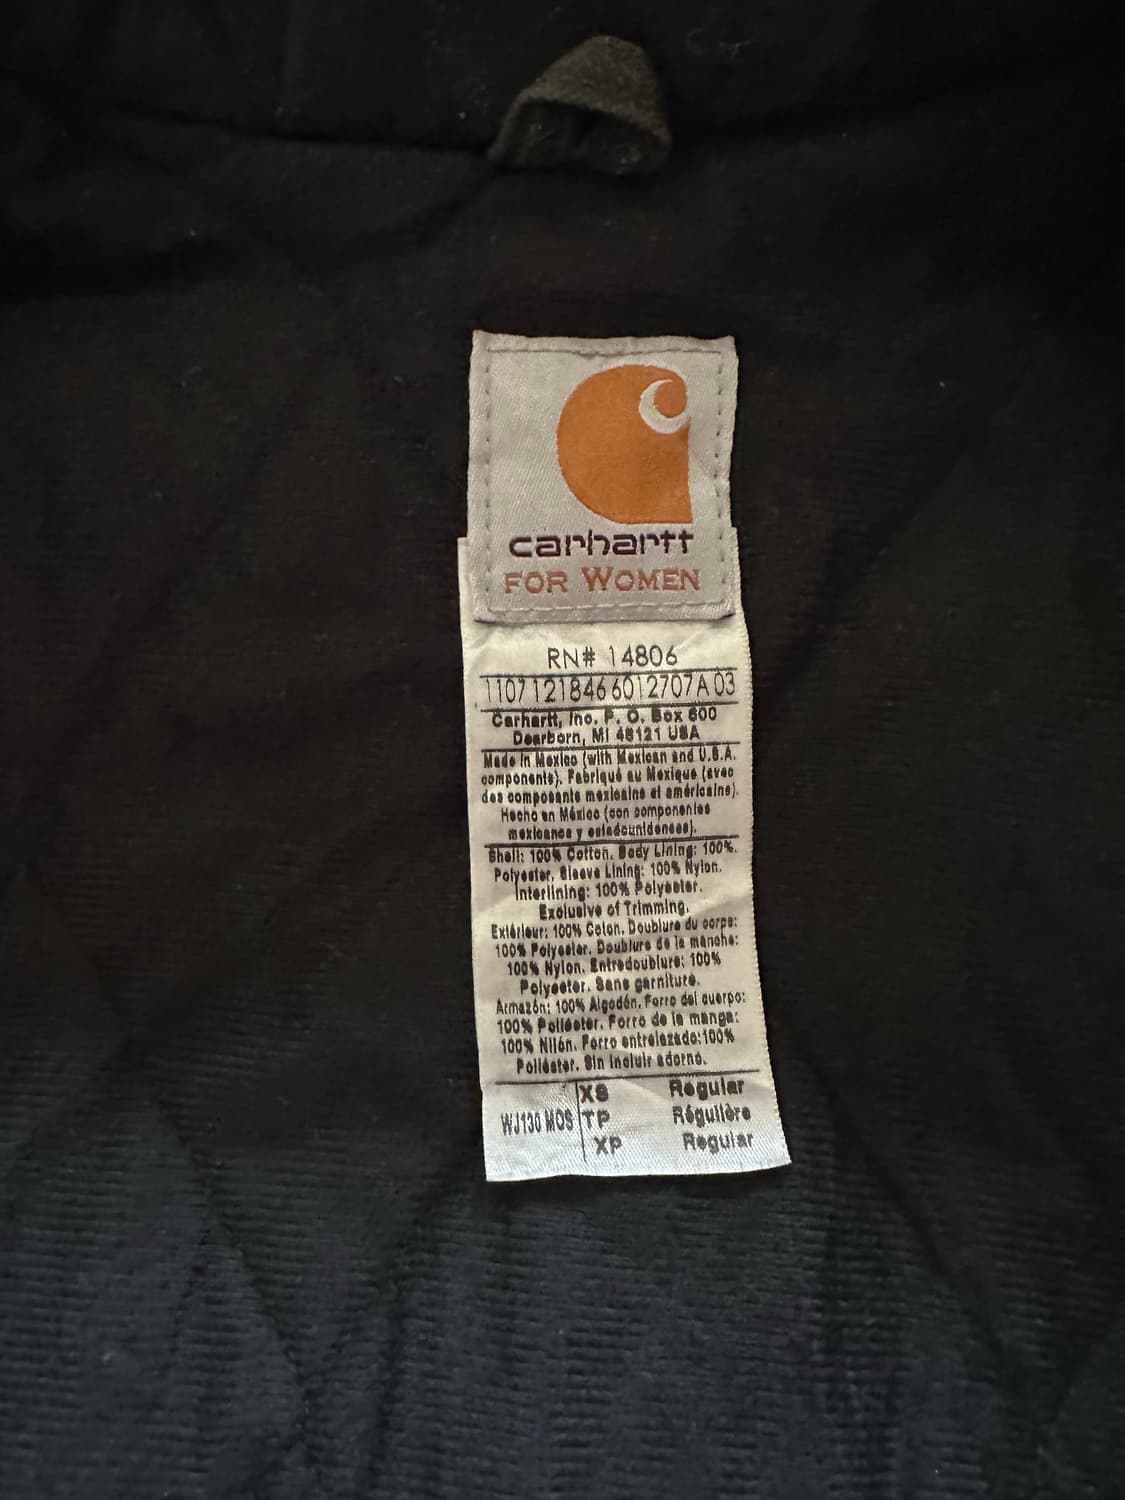 carhartt
FOR WOMEN
RN# 14806
1107 121846 6012707A 03
Carhartt, Inc. P. O. Box 600
Dearborn, MI 48121 USA
Made in Mexico (with Mexican and U.S.A.
components). Fabriqué au Mexique (avec
des composants mexicains et américains).
Hecho en México (con componentes
mexicanos y estadounidenses).
Shell: 100% Cotton. Body Lining: 100%.
Polyester, Sleeve Lining: 100% Nylon.
Interlining: 100% Polyester.
Exclusive of Trimming.
Extérieur: 100% Coton. Doublure du corps:
100% Polyester. Doublure de la manche:
100% Nylon. Entredoublure: 100%
Polyester. Sans garniture.
Armazón: 100% Algodón. Forro del cuerpo:
100% Poliéster. Forro de la manga:
100% Nilón. Forro entrelazado:100%
Poliéster. Sin incluir adorno.
XS Regular
WJ130 MOS TP Régulière
XP Regular